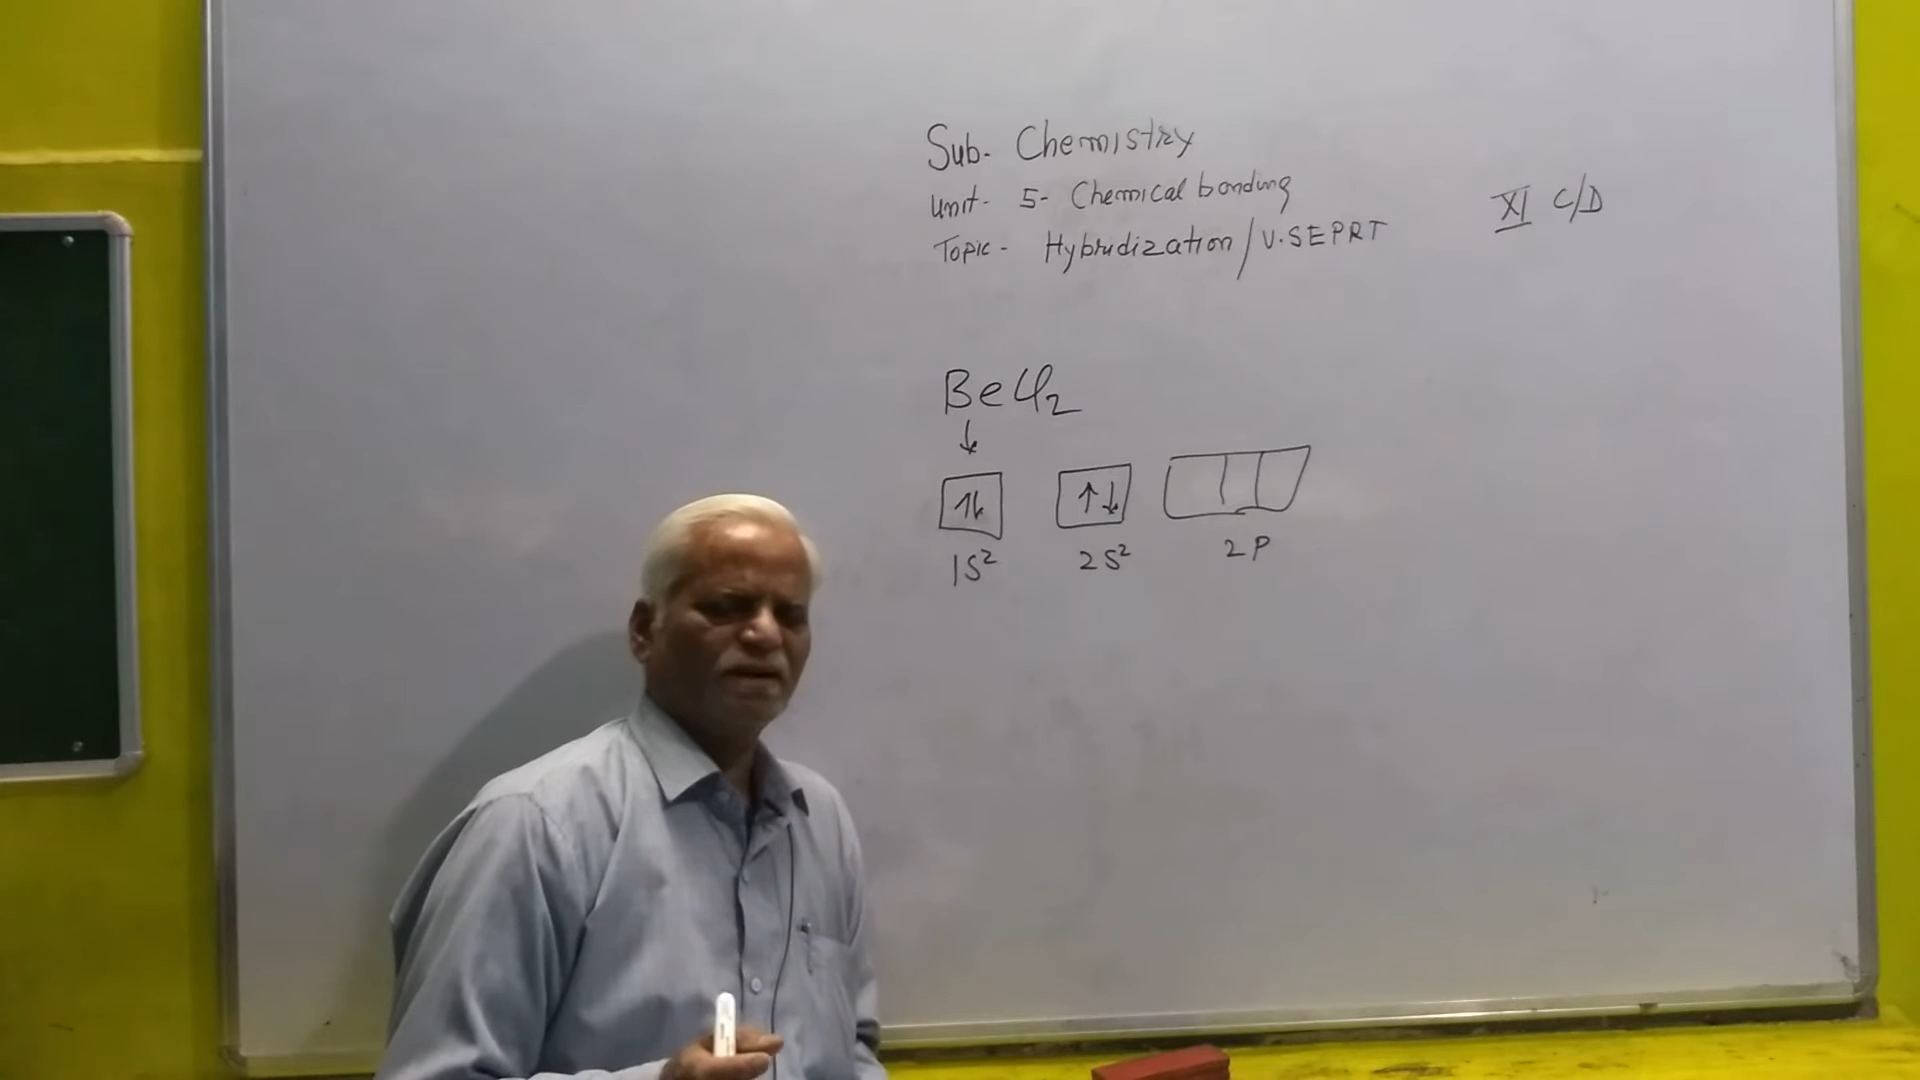 Sub- Chemistry
Unit- 5- Chemical bonding
XI C/D
Topic- Hybridization/V.SEPRT
BeCl2
↓
↑↓ ↑↓
1S² 2S² 2P